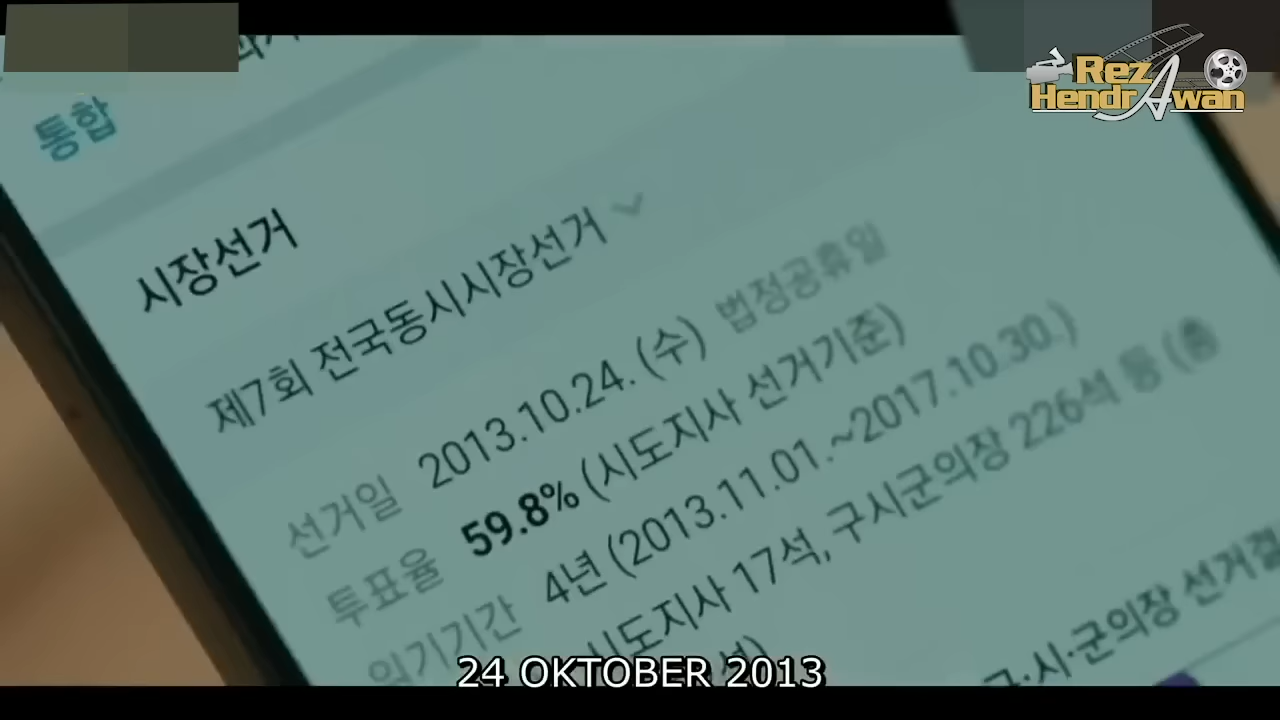 Rez
HendrAwan
통합
시장선거
제7회 전국동시시장선거
선거일 2013.10.24. (수) 법정공휴일
투표율 59.8% (시도지사 선거기준)
임기기간 4년 (2013.11.01.~2017.10.30.)
시도지사 17석, 구시군의장 226석 등 (총
구·시·군의장 선거결
24 OKTOBER 2013